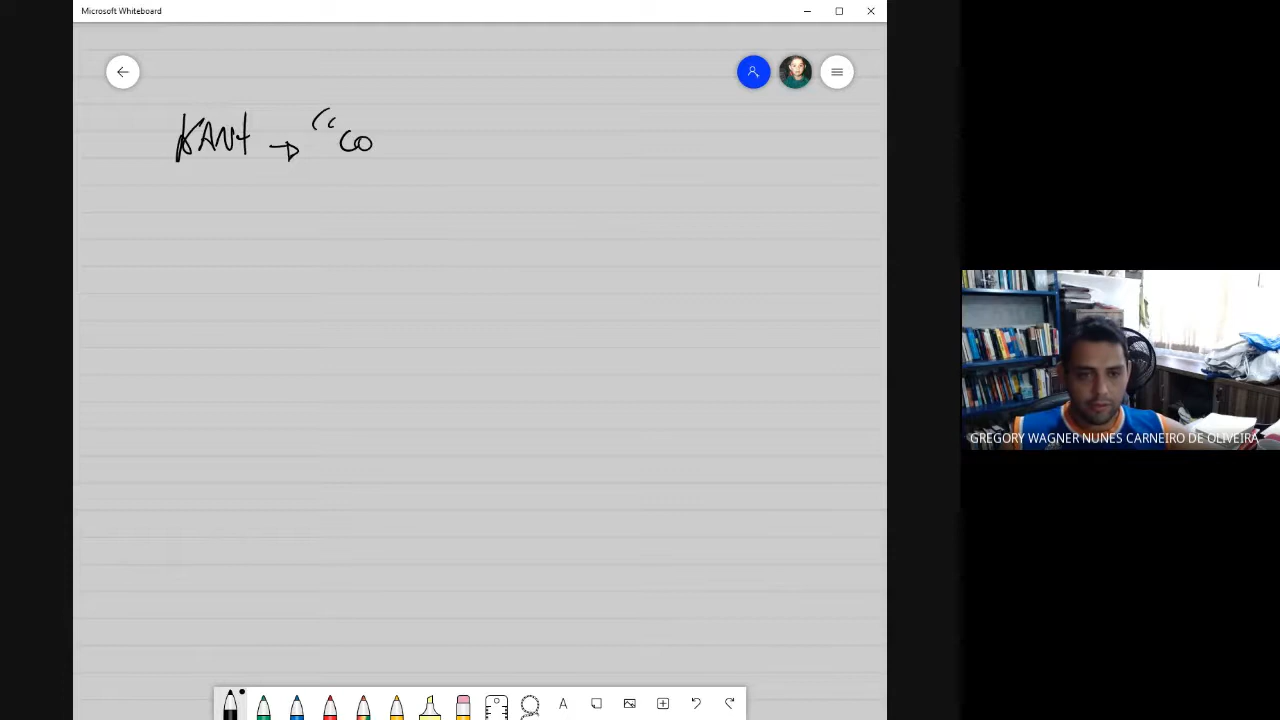 Microsoft Whiteboard
KANt → “co
A
GREGORY WAGNER NUNES CARNEIRO DE OLIVEIRA